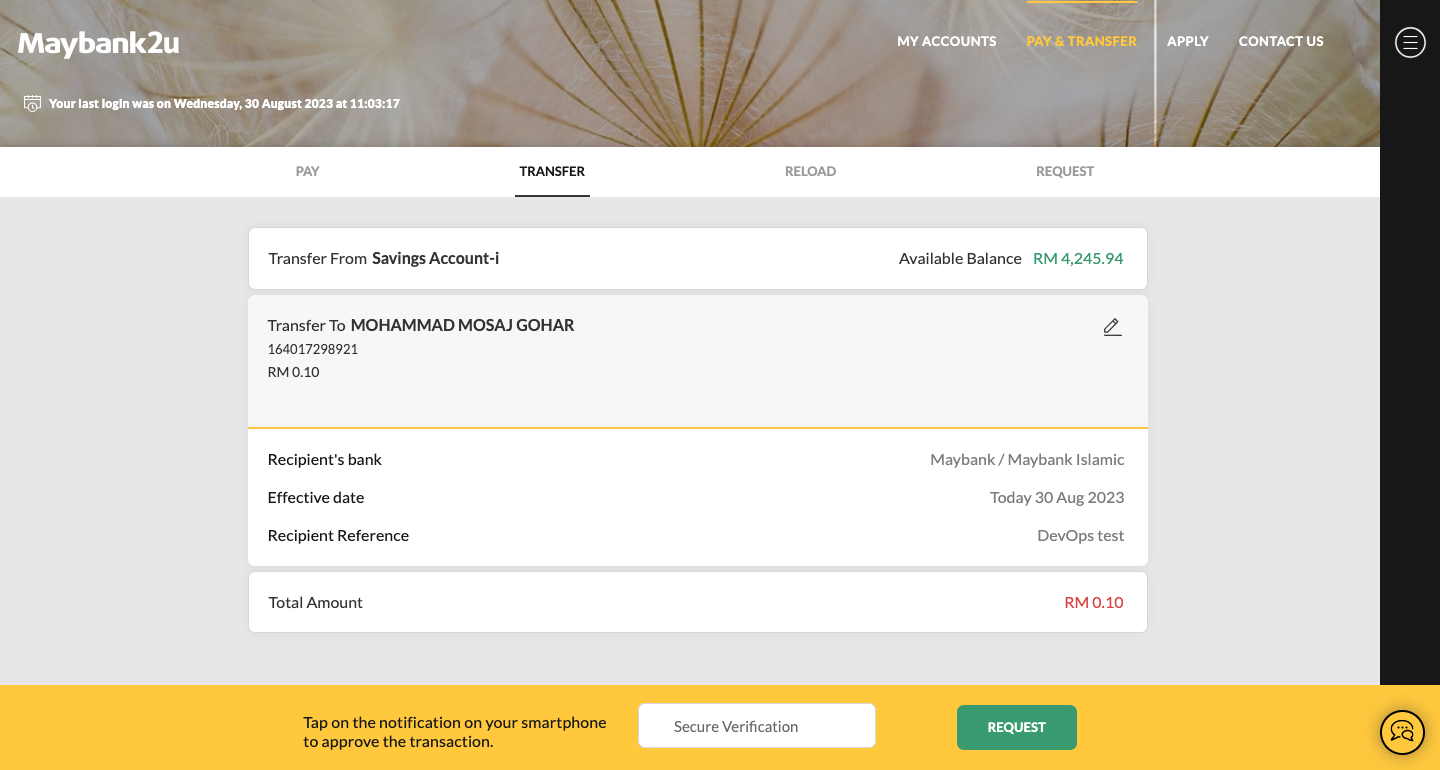 Maybank2u
MY ACCOUNTS
PAY & TRANSFER
APPLY
CONTACT US
Your last login was on Wednesday, 30 August 2023 at 11:03:17
PAY
TRANSFER
RELOAD
REQUEST
Transfer From Savings Account-i
Available Balance RM 4,245.94
Transfer To MOHAMMAD MOSAJ GOHAR
164017298921
RM 0.10
Recipient's bank
Maybank / Maybank Islamic
Effective date
Today 30 Aug 2023
Recipient Reference
DevOps test
Total Amount
RM 0.10
Tap on the notification on your smartphone
to approve the transaction.
Secure Verification
REQUEST